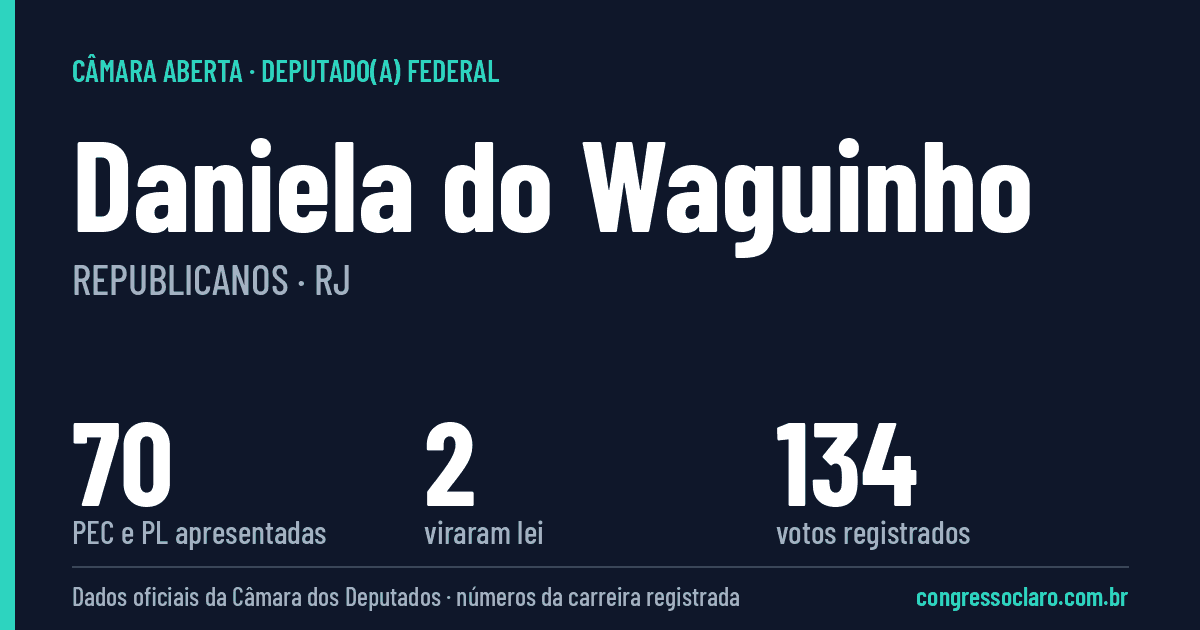 CÂMARA ABERTA · DEPUTADO(A) FEDERAL
Daniela do Waguinho
REPUBLICANOS · RJ
70 2 134
PEC e PL apresentadas viraram lei votos registrados
Dados oficiais da Câmara dos Deputados · números da carreira registrada congressoclaro.com.br